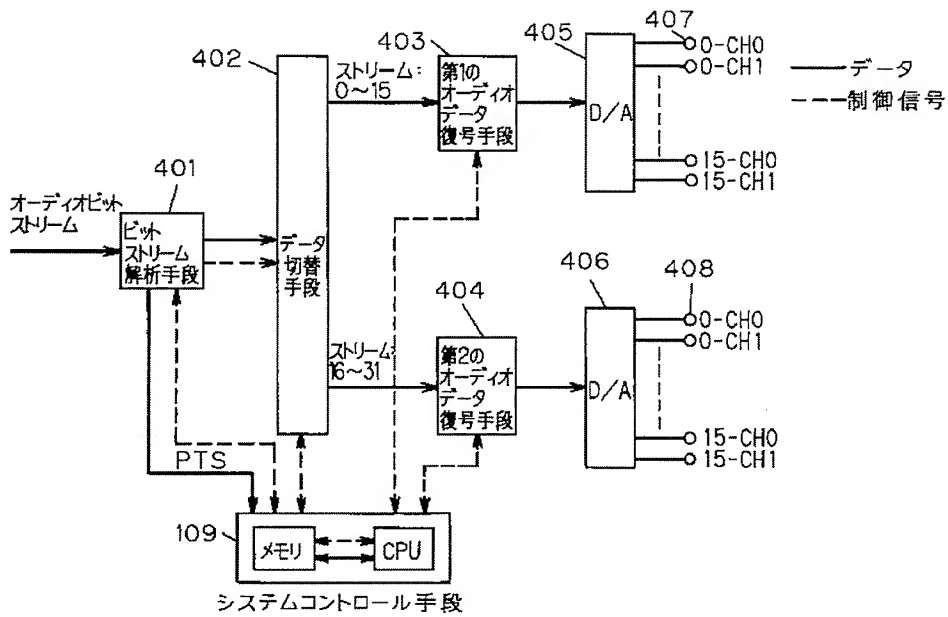 402
403
405
407
ストリーム:
0~15
第1の
オーディオ
データ
復号手段
D/A
0-CH0
0-CH1
15-CH0
15-CH1
データ
制御信号
401
オーディオビット
ストリーム
ビット
ストリーム
解析手段
データ
切替
手段
404
406
408
ストリーム:
16~31
第2の
オーディオ
データ
復号手段
D/A
0-CH0
0-CH1
15-CH0
15-CH1
PTS
109
メモリ
CPU
システムコントロール手段